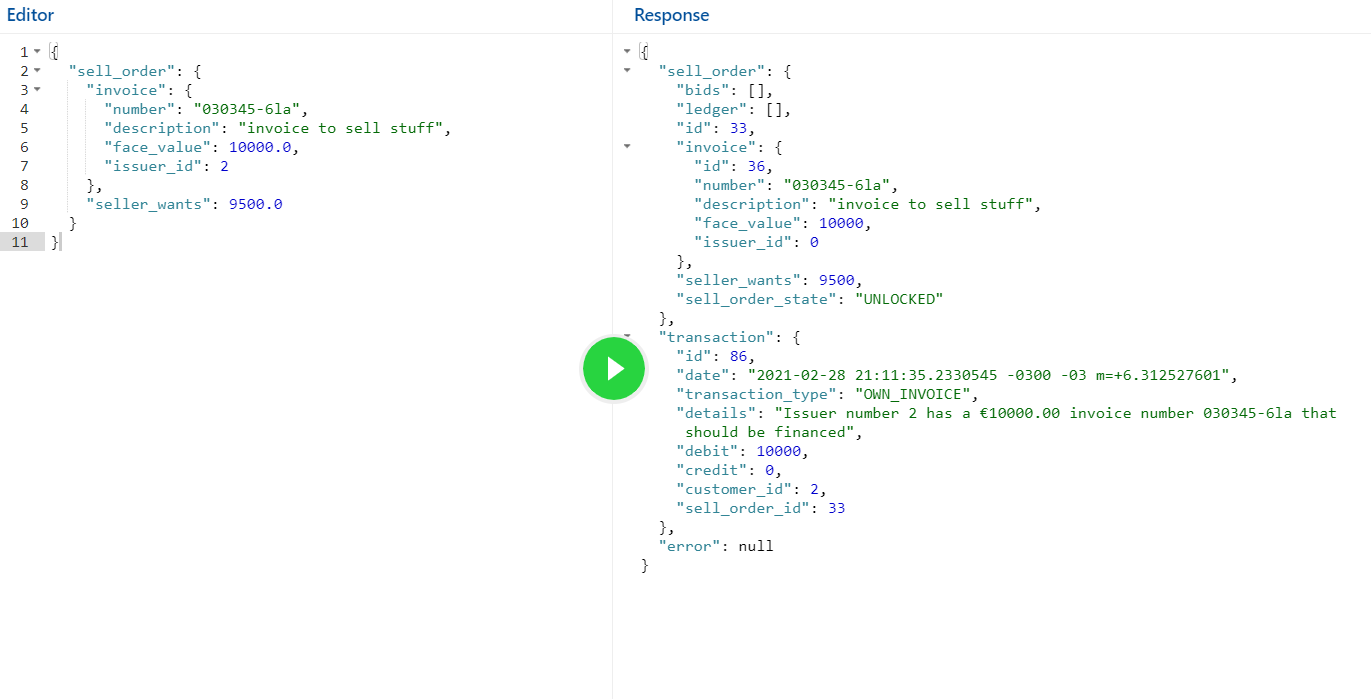 Editor
1 {
2 "sell_order": {
3 "invoice": {
4 "number": "030345-6la",
5 "description": "invoice to sell stuff",
6 "face_value": 10000.0,
7 "issuer_id": 2
8 },
9 "seller_wants": 9500.0
10 }
11 }
Response
{
"sell_order": {
"bids": [],
"ledger": [],
"id": 33,
"invoice": {
"id": 36,
"number": "030345-6la",
"description": "invoice to sell stuff",
"face_value": 10000,
"issuer_id": 0
},
"seller_wants": 9500,
"sell_order_state": "UNLOCKED"
},
"transaction": {
"id": 86,
"date": "2021-02-28 21:11:35.2330545 -0300 -03 m=+6.312527601",
"transaction_type": "OWN_INVOICE",
"details": "Issuer number 2 has a €10000.00 invoice number 030345-6la that
should be financed",
"debit": 10000,
"credit": 0,
"customer_id": 2,
"sell_order_id": 33
},
"error": null
}